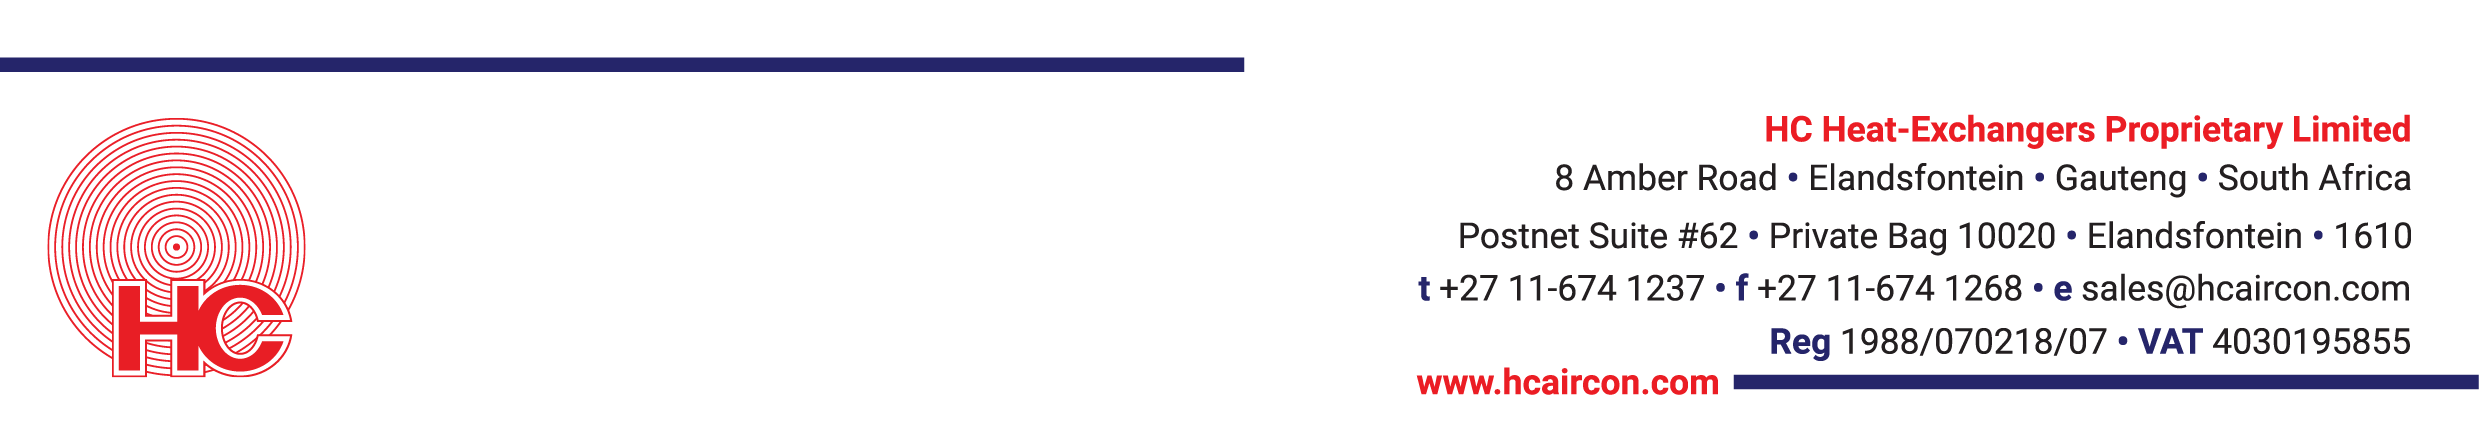 HC
HC Heat-Exchangers Proprietary Limited
8 Amber Road • Elandsfontein • Gauteng • South Africa
Postnet Suite #62 • Private Bag 10020 • Elandsfontein • 1610
t +27 11-674 1237 • f +27 11-674 1268 • e sales@hcaircon.com
Reg 1988/070218/07 • VAT 4030195855
www.hcaircon.com